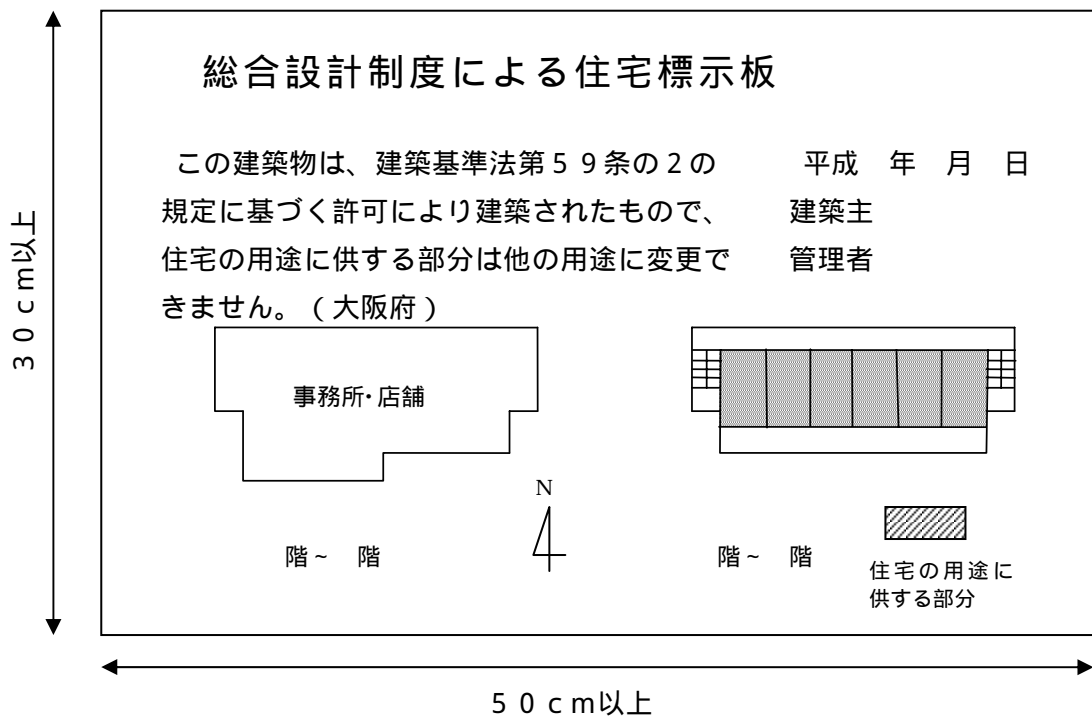 総合設計制度による住宅標示板
この建築物は、建築基準法第５９条の２の
規定に基づく許可により建築されたもので、
住宅の用途に供する部分は他の用途に変更で
きません。（大阪府）
平成　年　月　日
建築主
管理者
３０ｃｍ以上
事務所・店舗
N
階～　階
階～　階
住宅の用途に
供する部分
５０ｃｍ以上